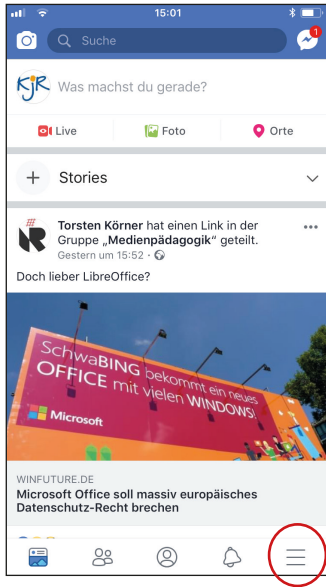 15:01
Suche
1
KjR
Was machst du gerade?
Live
Foto
Orte
Stories
Torsten Körner hat einen Link in der
Gruppe „Medienpädagogik“ geteilt.
Gestern um 15:52 ·
Doch lieber LibreOffice?
SchwaBING bekommt ein neues
OFFICE mit vielen WINDOWS!
Microsoft
WINFUTURE.DE
Microsoft Office soll massiv europäisches
Datenschutz-Recht brechen